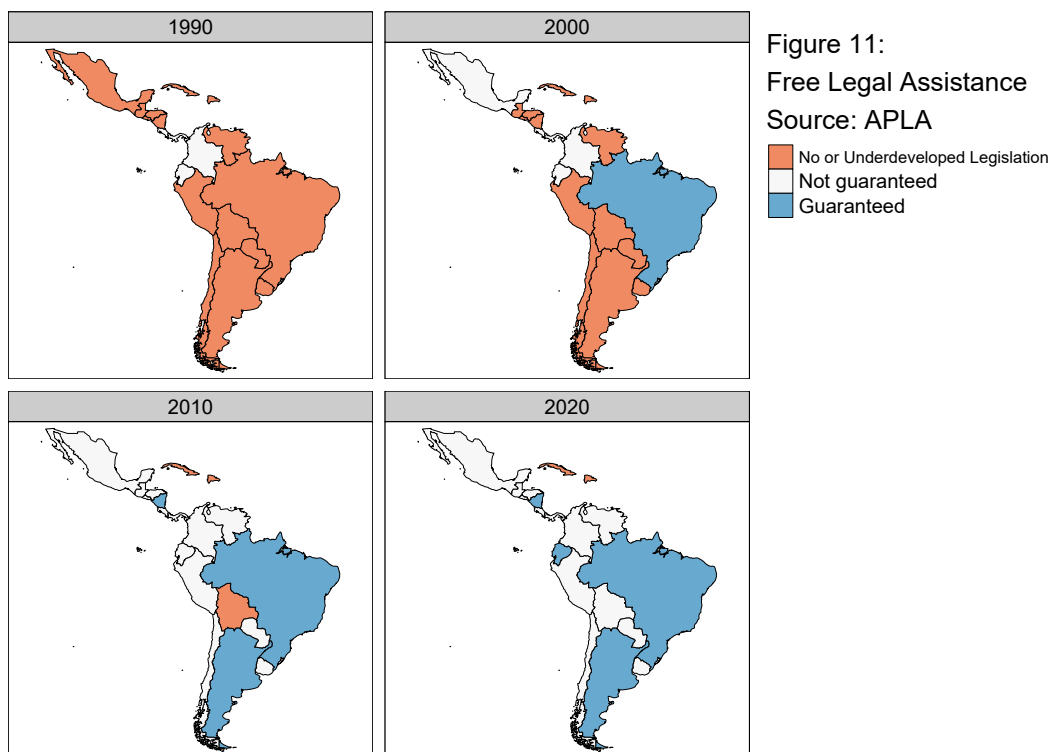 1990
2000
Figure 11:
Free Legal Assistance
Source: APLA
No or Underdeveloped Legislation
Not guaranteed
Guaranteed
2010
2020